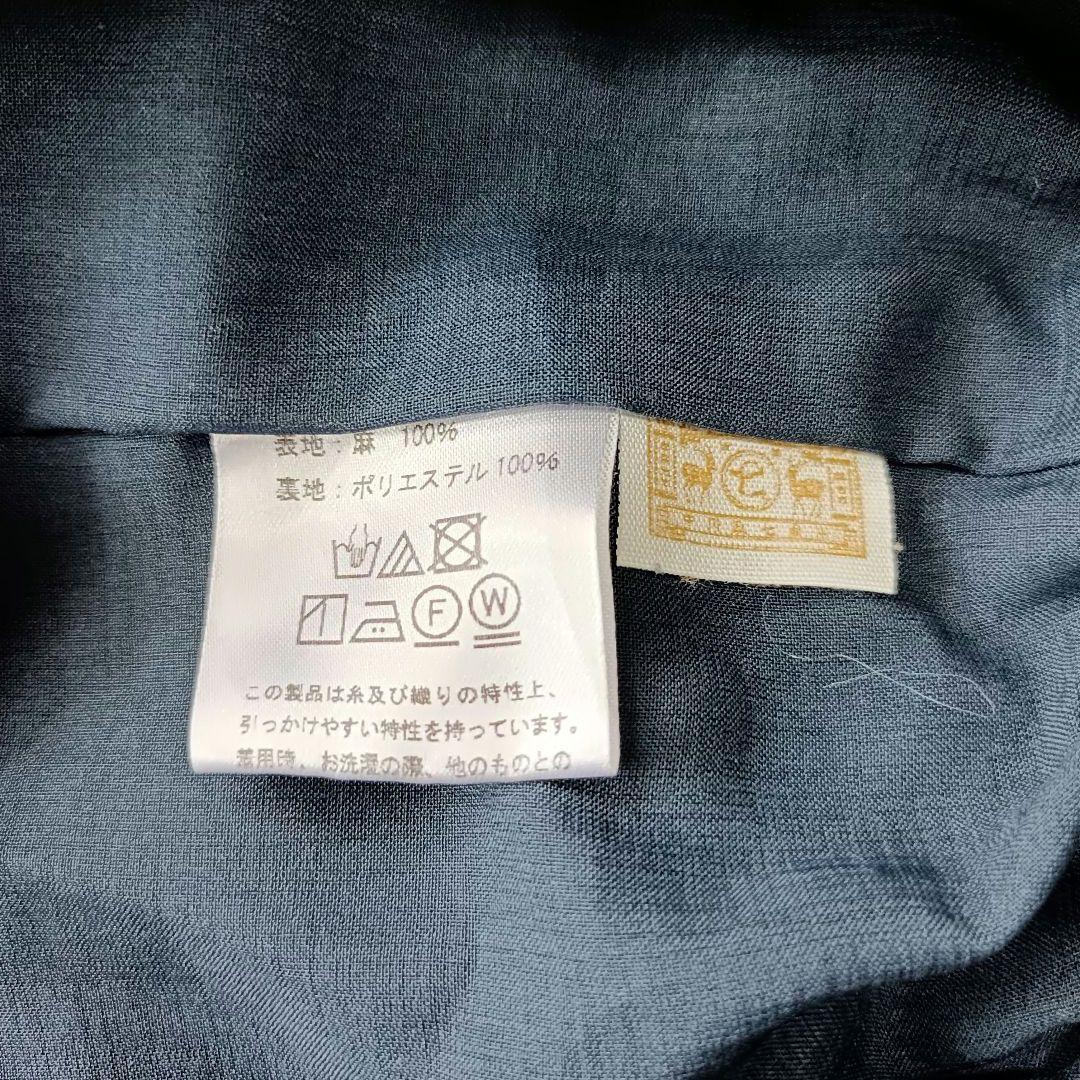 表地：麻 100%
裏地：ポリエステル 100%
F
W
この製品は糸及び織りの特性上、
引っかけやすい特性を持っています。
着用時、お洗濯の際、他のものとの